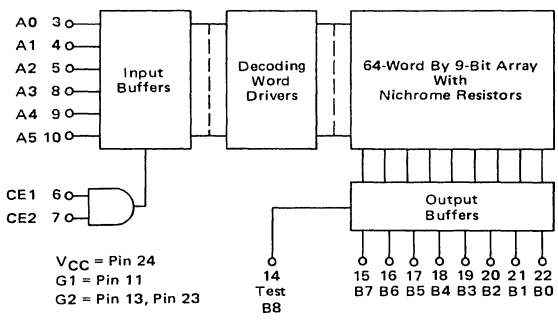 A0 3
A1 4
A2 5
A3 8
A4 9
A5 10
Input
Buffers
Decoding
Word
Drivers
64-Word By 9-Bit Array
With
Nichrome Resistors
CE1 6
CE2 7
Output
Buffers
VCC = Pin 24
G1 = Pin 11
G2 = Pin 13, Pin 23
14
Test
B8
15 16 17 18 19 20 21 22
B7 B6 B5 B4 B3 B2 B1 B0